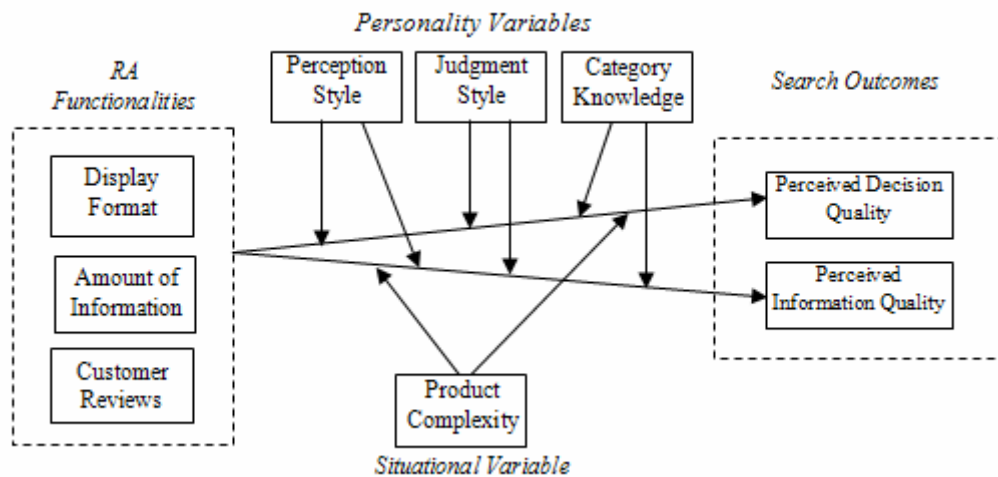 Personality Variables
RA
Functionalities
Perception
Style
Judgment
Style
Category
Knowledge
Search Outcomes
Display
Format
Amount of
Information
Customer
Reviews
Perceived Decision
Quality
Perceived
Information Quality
Product
Complexity
Situational Variable